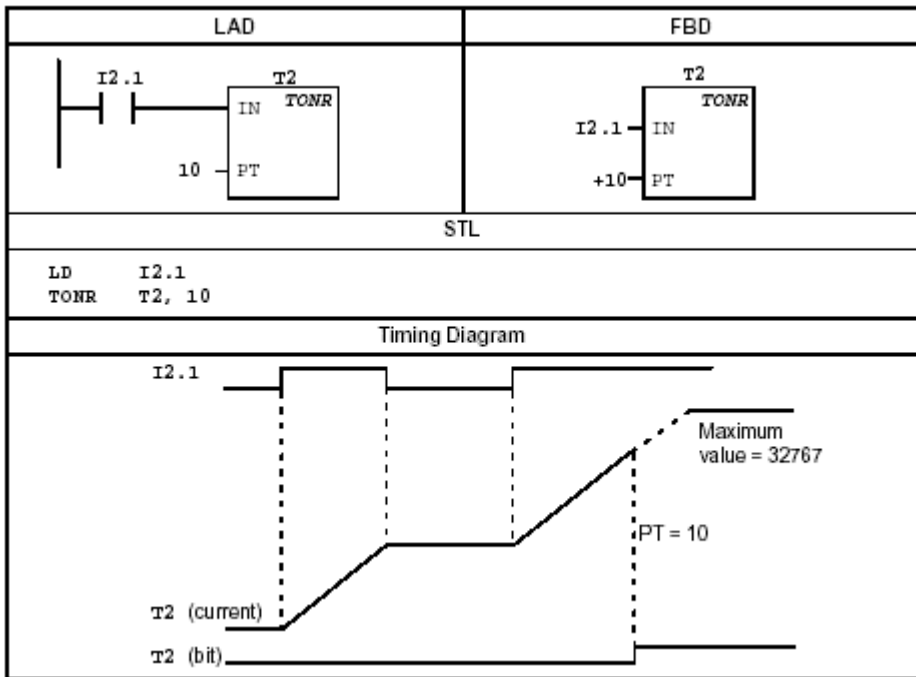 LAD FBD
I2.1 T2 T2
IN TONR TONR
I2.1 IN
10 PT +10 PT
STL
LD I2.1
TONR T2, 10
Timing Diagram
I2.1
Maximum
value = 32767
PT = 10
T2 (current)
T2 (bit)